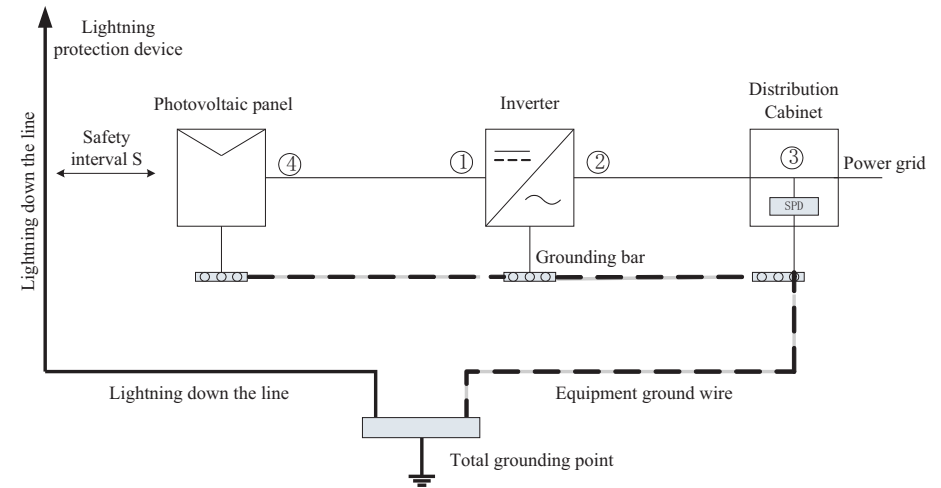 Lightning
protection device
Lightning down the line
Safety
interval S
Photovoltaic panel
④
①
Inverter
②
Distribution
Cabinet
③
Power grid
SPD
Grounding bar
Lightning down the line
Equipment ground wire
Total grounding point